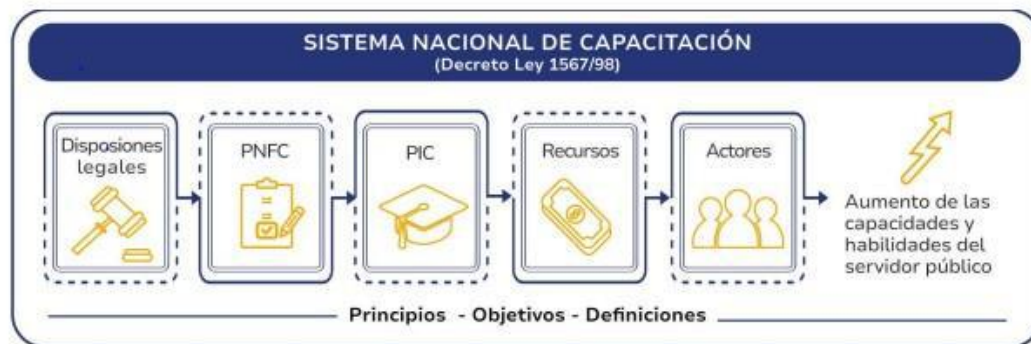 SISTEMA NACIONAL DE CAPACITACIÓN
(Decreto Ley 1567/98)
Disposiones
legales
PNFC
PIC
Recursos
Actores
Aumento de las
capacidades y
habilidades del
servidor público
Principios - Objetivos - Definiciones